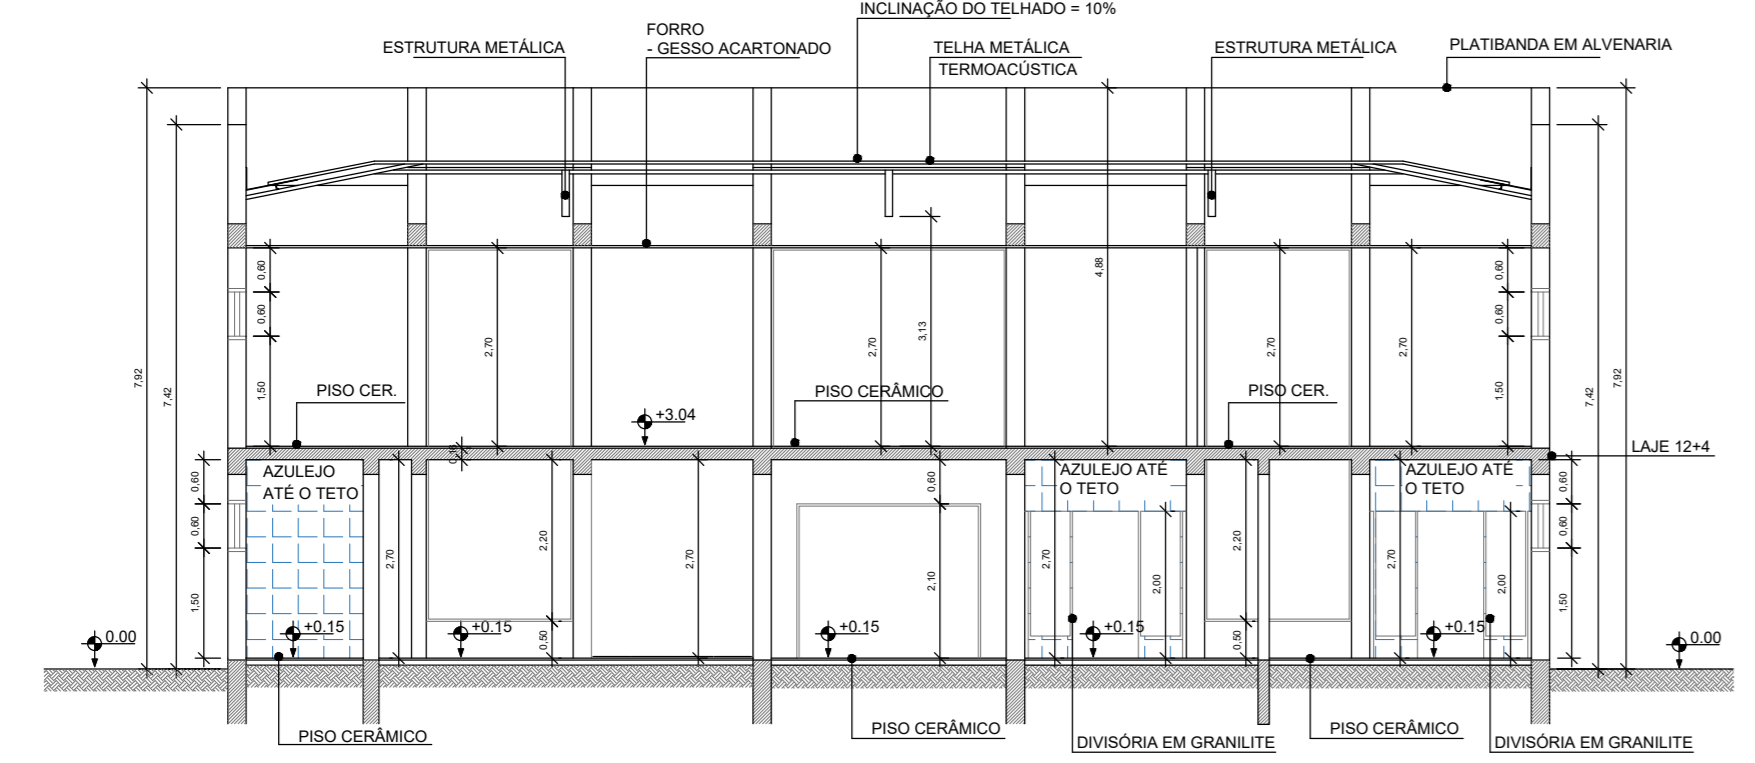 INCLINAÇÃO DO TELHADO = 10%
FORRO
- GESSO ACARTONADO
ESTRUTURA METÁLICA
TELHA METÁLICA
TERMOACÚSTICA
ESTRUTURA METÁLICA
PLATIBANDA EM ALVENARIA
7,92
7,42
0,60
0,60
1,50
2,70
2,70
3,13
4,88
2,70
2,70
0,60
0,60
1,50
7,42
7,92
PISO CER.
+3.04
PISO CERÂMICO
PISO CER.
LAJE 12+4
0,16
AZULEJO
ATÉ O TETO
AZULEJO ATÉ
O TETO
AZULEJO ATÉ
O TETO
0,60
0,60
1,50
2,70
2,20
0,50
2,70
0,60
2,10
2,70
2,00
2,20
0,50
2,70
2,00
0,60
0,60
1,50
0.00
+0.15
+0.15
+0.15
+0.15
+0.15
0.00
PISO CERÂMICO
PISO CERÂMICO
DIVISÓRIA EM GRANILITE
PISO CERÂMICO
DIVISÓRIA EM GRANILITE